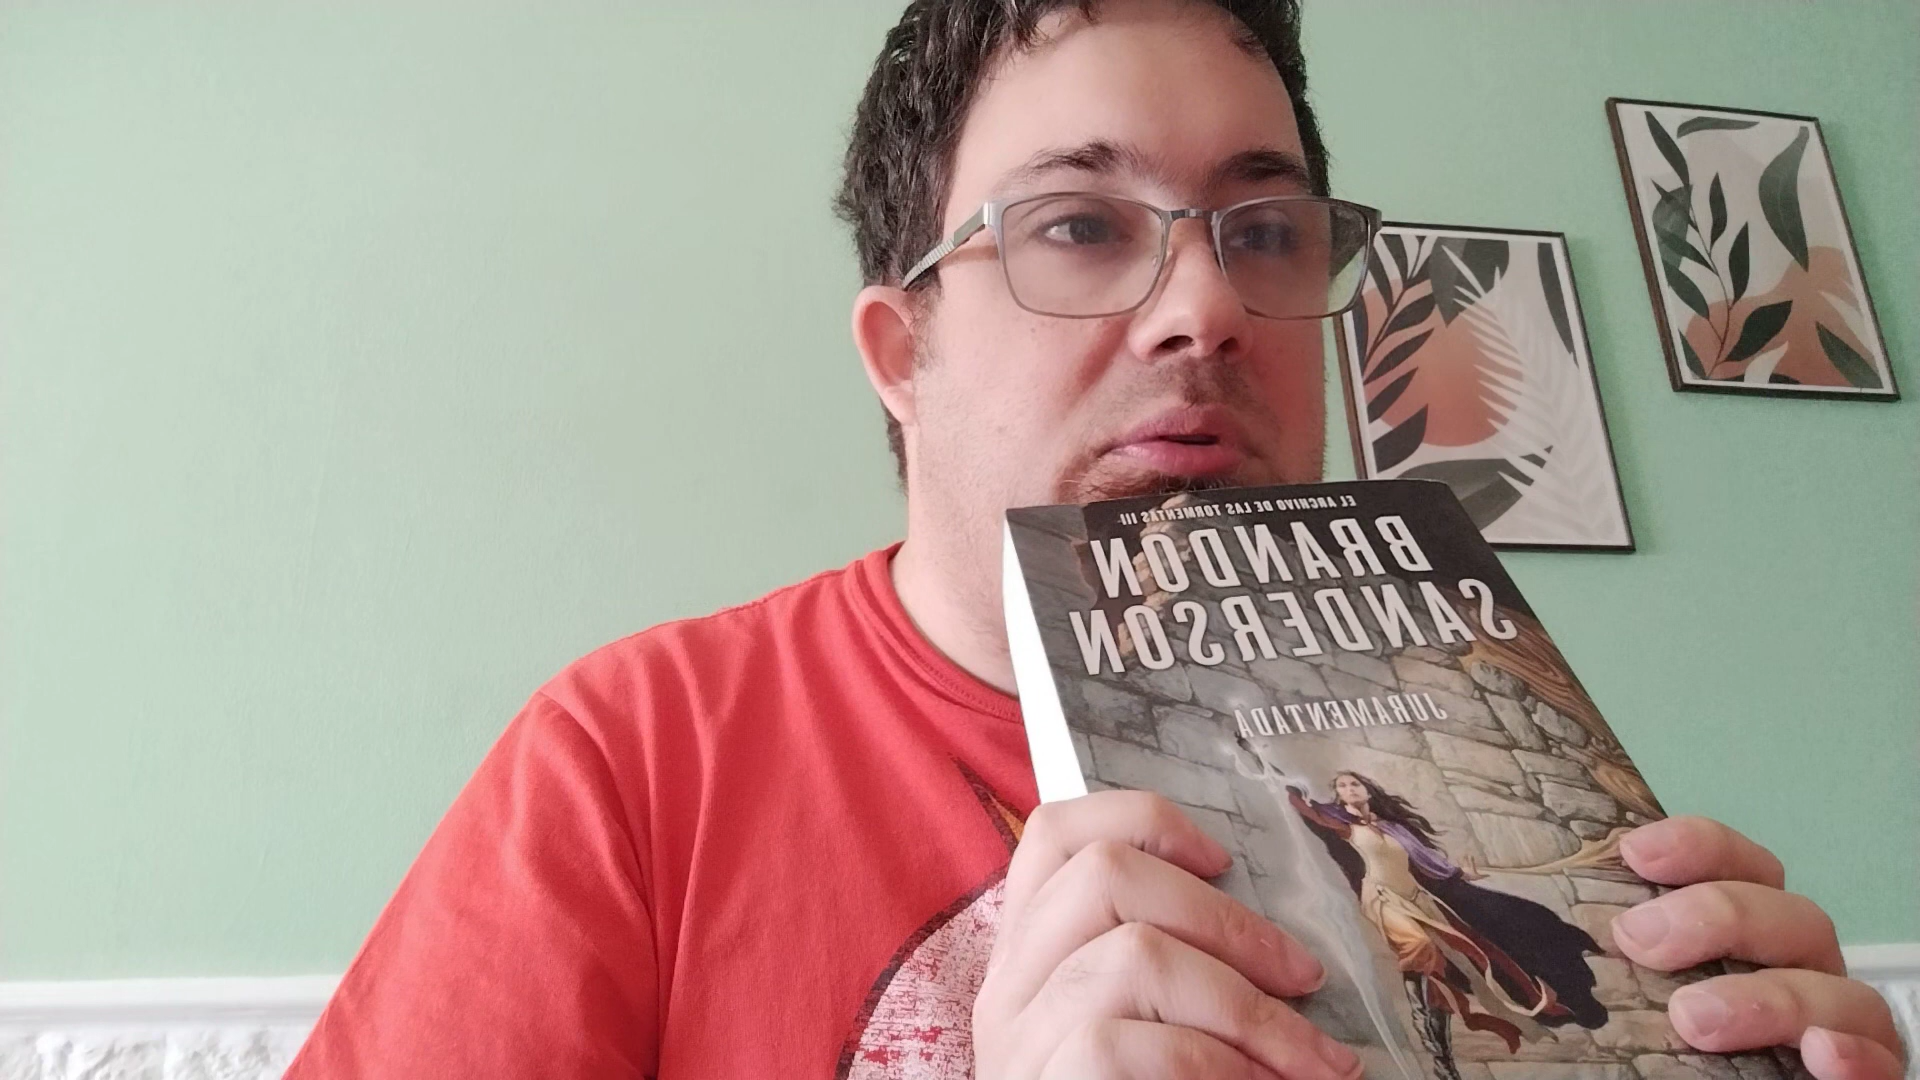 EL ARCHIVO DE LAS TORMENTAS III
BRANDON
SANDERSON
JURAMENTADA